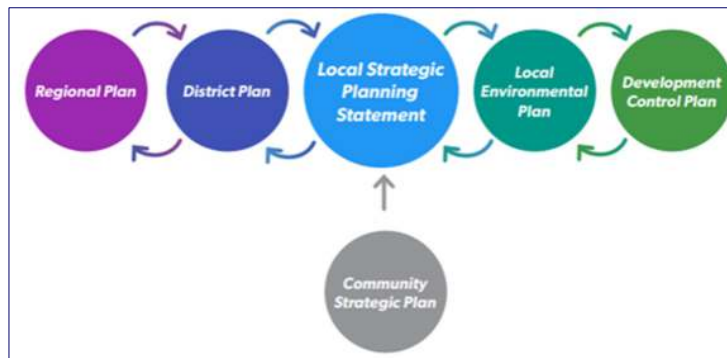 Regional Plan
District Plan
Local Strategic
Planning
Statement
Local
Environmental
Plan
Development
Control Plan
Community
Strategic Plan